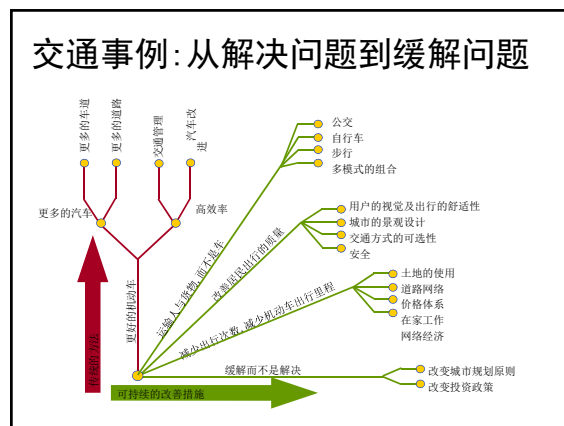 交通事例:从解决问题到缓解问题
更多的车道
更多的道路
交通管理
汽车改
进
更多的汽车
高效率
更好的机动车
传统的方法
可持续的改善措施
运输人与货物,而不是车
公交
自行车
步行
多模式的组合
改善居民出行的质量
用户的视觉及出行的舒适性
城市的景观设计
交通方式的可选性
安全
减少出行次数,减少机动车出行里程
土地的使用
道路网络
价格体系
在家工作
网络经济
缓解而不是解决
改变城市规划原则
改变投资政策